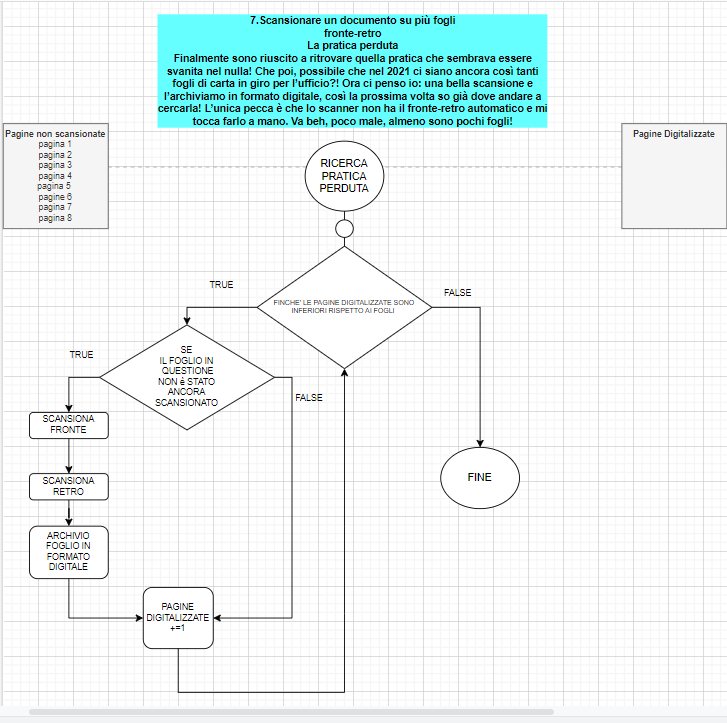 7.Scansionare un documento su più fogli
fronte-retro
La pratica perduta
Finalmente sono riuscito a ritrovare quella pratica che sembrava essere
svanita nel nulla! Che poi, possibile che nel 2021 ci siano ancora così tanti
fogli di carta in giro per l'ufficio?! Ora ci penso io: una bella scansione e
l'archiviamo in formato digitale, così la prossima volta so già dove andare a
cercarla! L'unica pecca è che lo scanner non ha il fronte-retro automatico e mi
tocca farlo a mano. Va beh, poco male, almeno sono pochi fogli!
Pagine non scansionate
pagina 1
pagina 2
pagina 3
pagina 4
pagina 5
pagine 6
pagina 7
pagina 8
Pagine Digitalizzate
RICERCA
PRATICA
PERDUTA
FINCHE' LE PAGINE DIGITALIZZATE SONO
INFERIORI RISPETTO AI FOGLI
TRUE
FALSE
SE
IL FOGLIO IN
QUESTIONE
NON è STATO
ANCORA
SCANSIONATO
TRUE
FALSE
SCANSIONA
FRONTE
SCANSIONA
RETRO
ARCHIVIO
FOGLIO IN
FORMATO
DIGITALE
PAGINE
DIGITALIZZATE
+=1
FINE